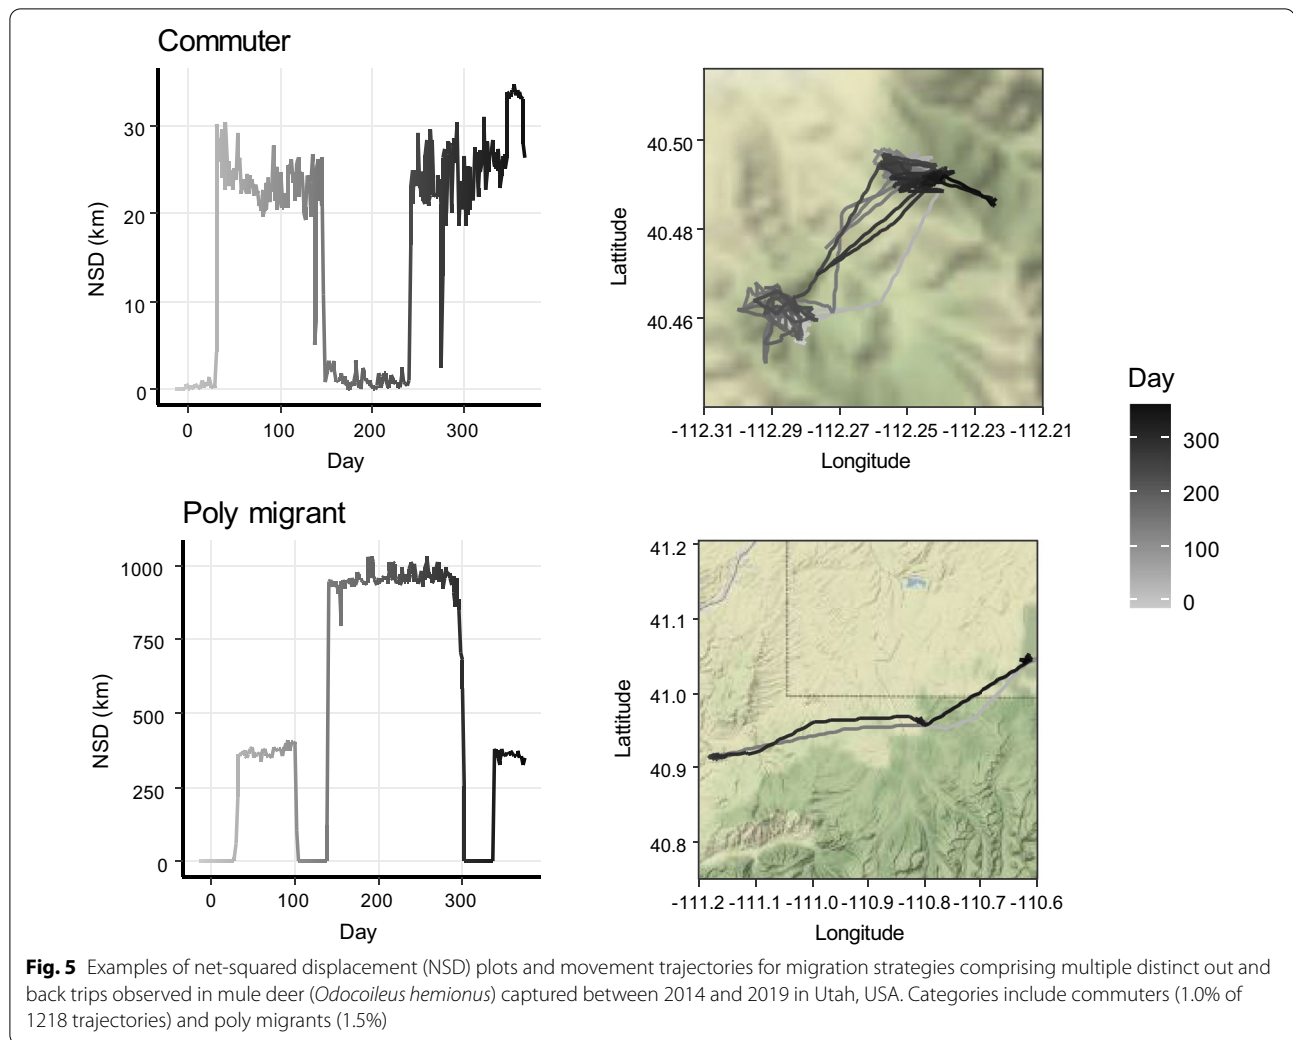 Commuter
NSD (km)
30
20
10
0
0 100 200 300
Day
Lattitude
40.50
40.48
40.46
-112.31 -112.29 -112.27 -112.25 -112.23 -112.21
Longitude
Day
300
200
100
0
Poly migrant
NSD (km)
1000
750
500
250
0
0 100 200 300
Day
Lattitude
41.2
41.1
41.0
40.9
40.8
-111.2 -111.1 -111.0 -110.9 -110.8 -110.7 -110.6
Longitude
Fig. 5 Examples of net-squared displacement (NSD) plots and movement trajectories for migration strategies comprising multiple distinct out and
back trips observed in mule deer (Odocoileus hemionus) captured between 2014 and 2019 in Utah, USA. Categories include commuters (1.0% of
1218 trajectories) and poly migrants (1.5%)